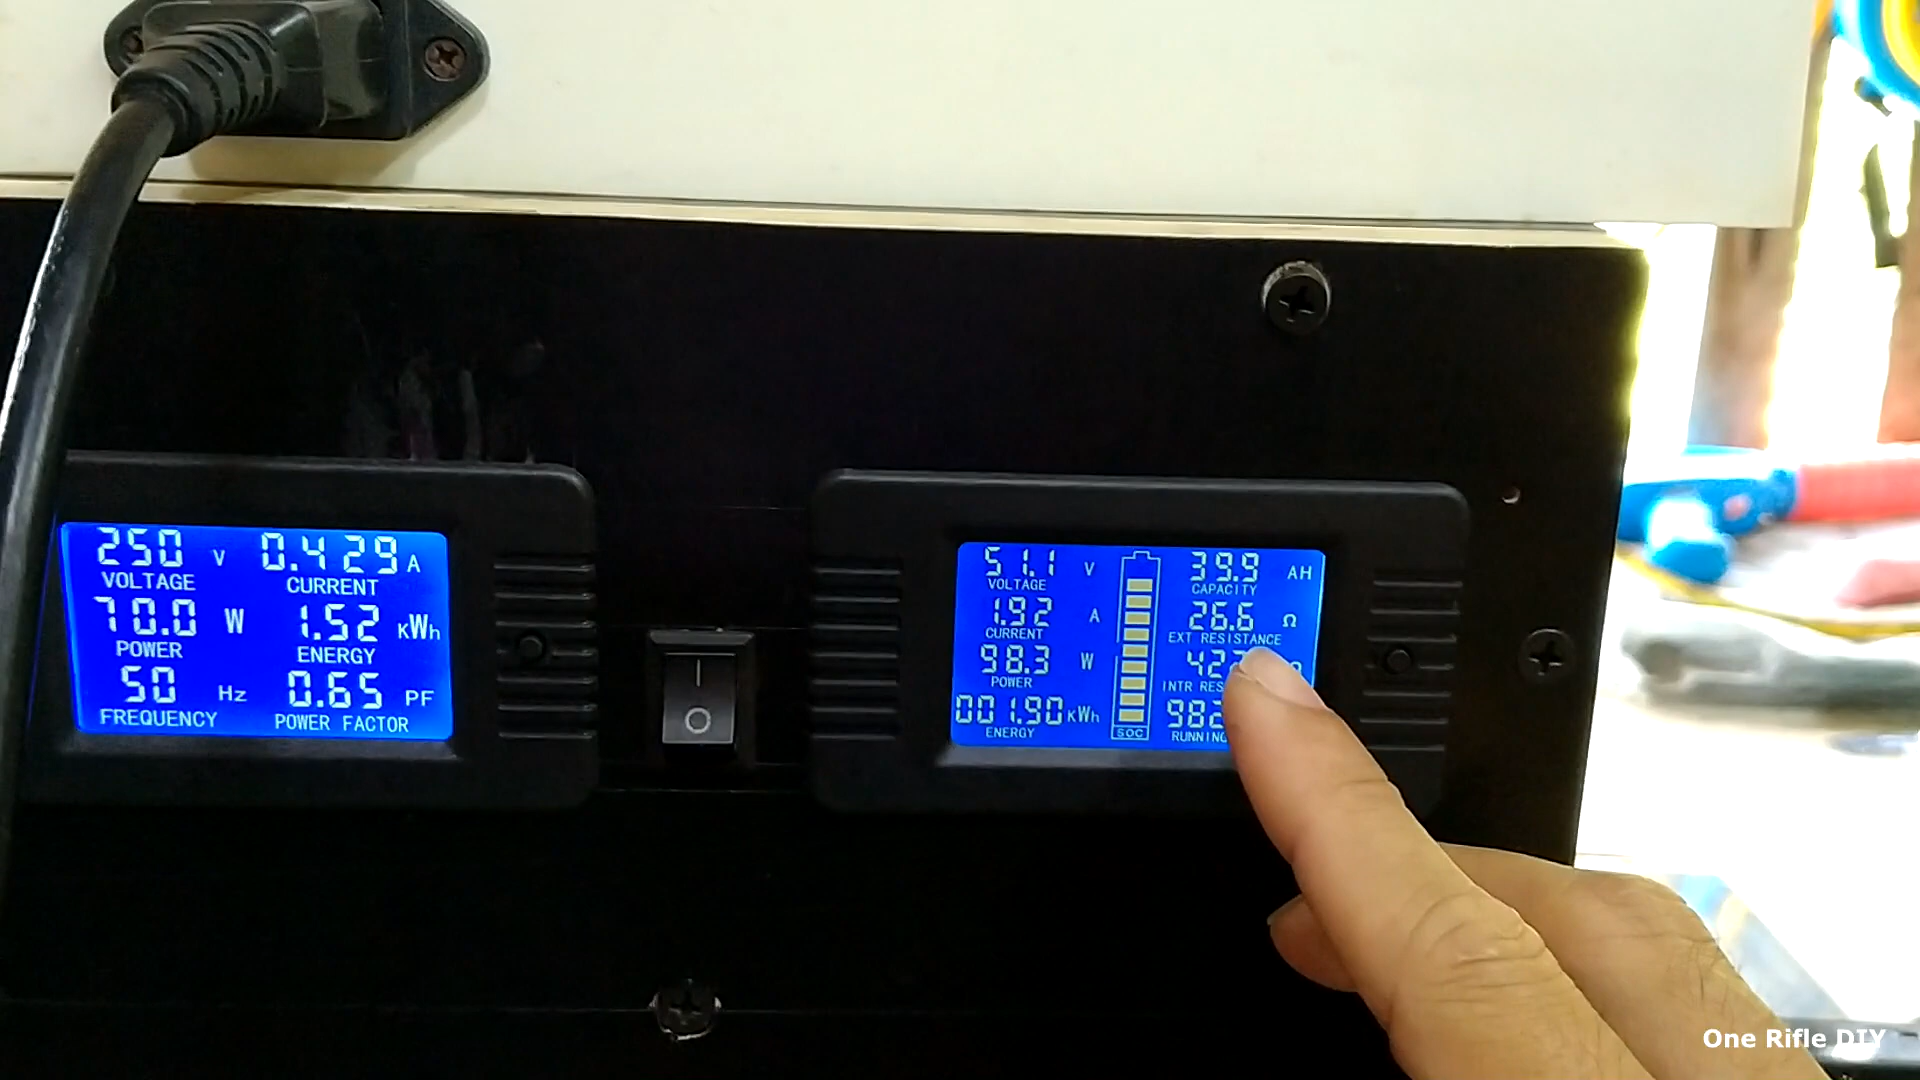 250 V 0.429 A
VOLTAGE CURRENT
70.0 W 1.52 KWh
POWER ENERGY
50 Hz 0.65 PF
FREQUENCY POWER FACTOR
51.1 V
VOLTAGE
1.92 A
CURRENT
98.3 W
POWER
001.90 KWh
ENERGY
SOC
39.9 AH
CAPACITY
26.6 Ω
EXT RESISTANCE
INTR
RUNNING
One Rifle DIY